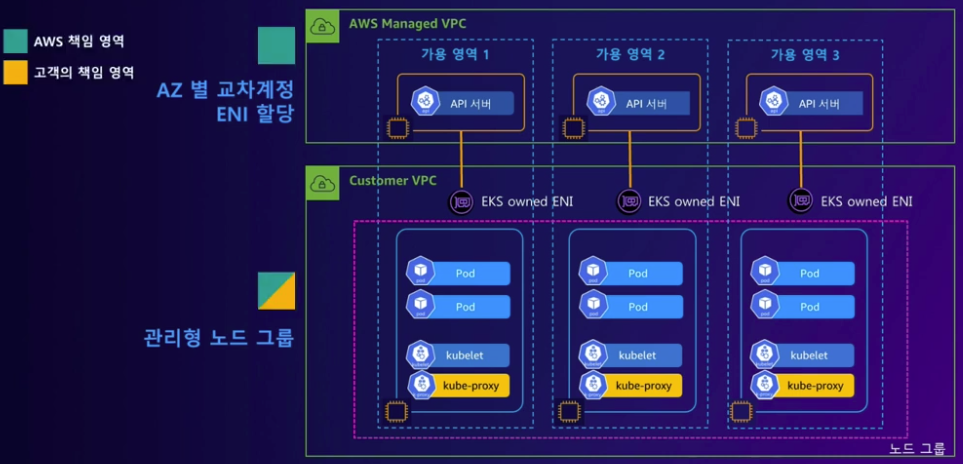 AWS 책임 영역
고객의 책임 영역
AZ 별 교차계정
ENI 할당
관리형 노드 그룹
AWS Managed VPC
가용 영역 1
가용 영역 2
가용 영역 3
API 서버
API 서버
API 서버
Customer VPC
EKS owned ENI
EKS owned ENI
EKS owned ENI
Pod
Pod
Pod
Pod
Pod
Pod
kubelet
kubelet
kubelet
kube-proxy
kube-proxy
kube-proxy
노드 그룹